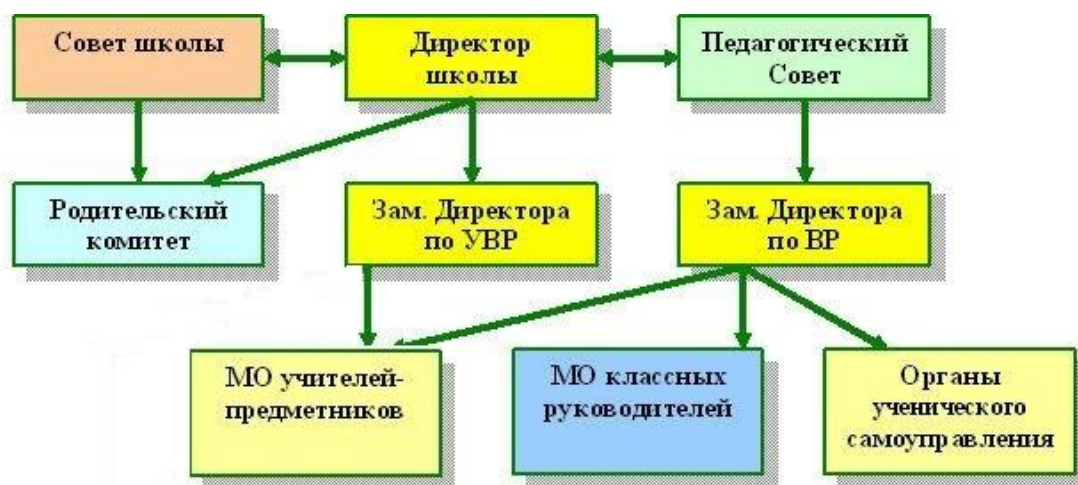 Совет школы
Директор
школы
Педагогический
Совет
Родительский
комитет
Зам. Директора
по УВР
Зам. Директора
по ВР
МО учителей-
предметников
МО классных
руководителей
Органы
ученического
самоуправления